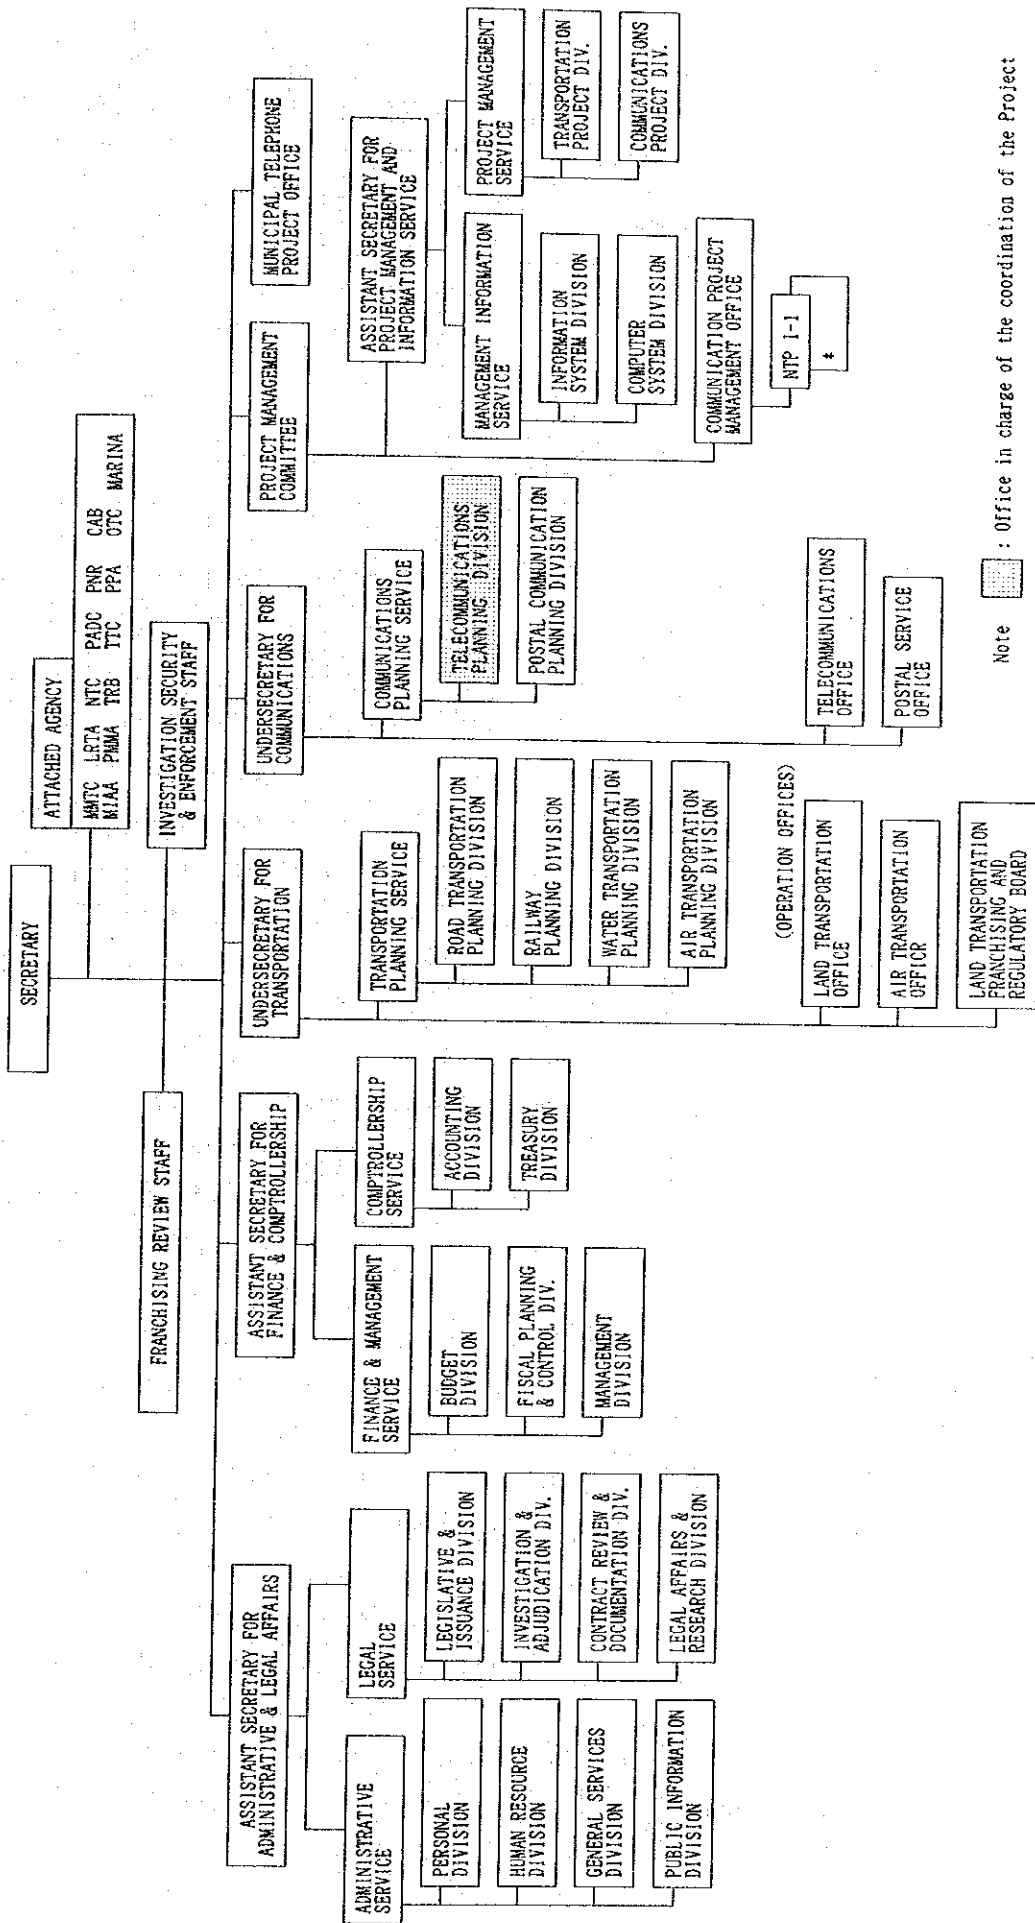 SECRETARY
ATTACHED AGENCY
MMTC LRTA NTC PADC PNR CAB
MIAA PMMA TRB TTC PPA OTC MARINA
FRANCHISING REVIEW STAFF
INVESTIGATION SECURITY
& ENFORCEMENT STAFF
ASSISTANT SECRETARY FOR
ADMINISTRATIVE & LEGAL AFFAIRS
ADMINISTRATIVE
SERVICE
PERSONAL
DIVISION
HUMAN RESOURCE
DIVISION
GENERAL SERVICES
DIVISION
PUBLIC INFORMATION
DIVISION
LEGAL
SERVICE
LEGISLATIVE &
ISSUANCE DIVISION
INVESTIGATION &
ADJUDICATION DIV.
CONTRACT REVIEW &
DOCUMENTATION DIV.
LEGAL AFFAIRS &
RESEARCH DIVISION
ASSISTANT SECRETARY FOR
FINANCE & COMPTROLLERSHIP
FINANCE & MANAGEMENT
SERVICE
BUDGET
DIVISION
FISCAL PLANNING
& CONTROL DIV.
MANAGEMENT
DIVISION
COMPTROLLERSHIP
SERVICE
ACCOUNTING
DIVISION
TREASURY
DIVISION
UNDERSECRETARY FOR
TRANSPORTATION
TRANSPORTATION
PLANNING SERVICE
ROAD TRANSPORTATION
PLANNING DIVISION
RAILWAY
PLANNING DIVISION
WATER TRANSPORTATION
PLANNING DIVISION
AIR TRANSPORTATION
PLANNING DIVISION
(OPERATION OFFICES)
LAND TRANSPORTATION
OFFICE
AIR TRANSPORTATION
OFFICE
LAND TRANSPORTATION
FRANCHISING AND
REGULATORY BOARD
UNDERSECRETARY FOR
COMMUNICATIONS
COMMUNICATIONS
PLANNING SERVICE
TELECOMMUNICATIONS
PLANNING DIVISION
POSTAL COMMUNICATION
PLANNING DIVISION
TELECOMMUNICATIONS
OFFICE
POSTAL SERVICE
OFFICE
PROJECT MANAGEMENT
COMMITTEE
MUNICIPAL TELEPHONE
PROJECT OFFICE
ASSISTANT SECRETARY FOR
PROJECT MANAGEMENT AND
INFORMATION SERVICE
MANAGEMENT INFORMATION
SERVICE
INFORMATION
SYSTEM DIVISION
COMPUTER
SYSTEM DIVISION
PROJECT MANAGEMENT
SERVICE
TRANSPORTATION
PROJECT DIV.
COMMUNICATIONS
PROJECT DIV.
COMMUNICATION PROJECT
MANAGEMENT OFFICE
NTP 1-1
*
Note : Office in charge of the coordination of the Project